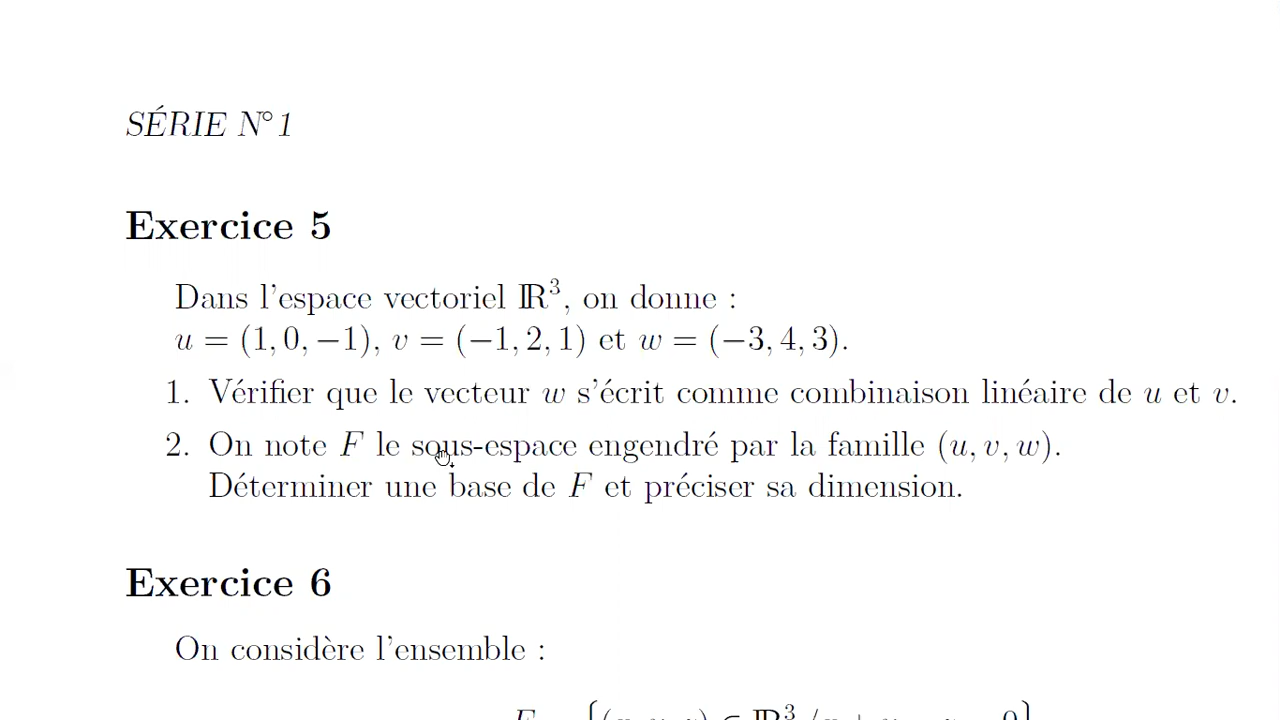 SÉRIE N°1
Exercice 5
Dans l'espace vectoriel ℝ³, on donne :
u = (1, 0, −1), v = (−1, 2, 1) et w = (−3, 4, 3).
1. Vérifier que le vecteur w s'écrit comme combinaison linéaire de u et v.
2. On note F le sous-espace engendré par la famille (u, v, w).
Déterminer une base de F et préciser sa dimension.
Exercice 6
On considère l'ensemble :